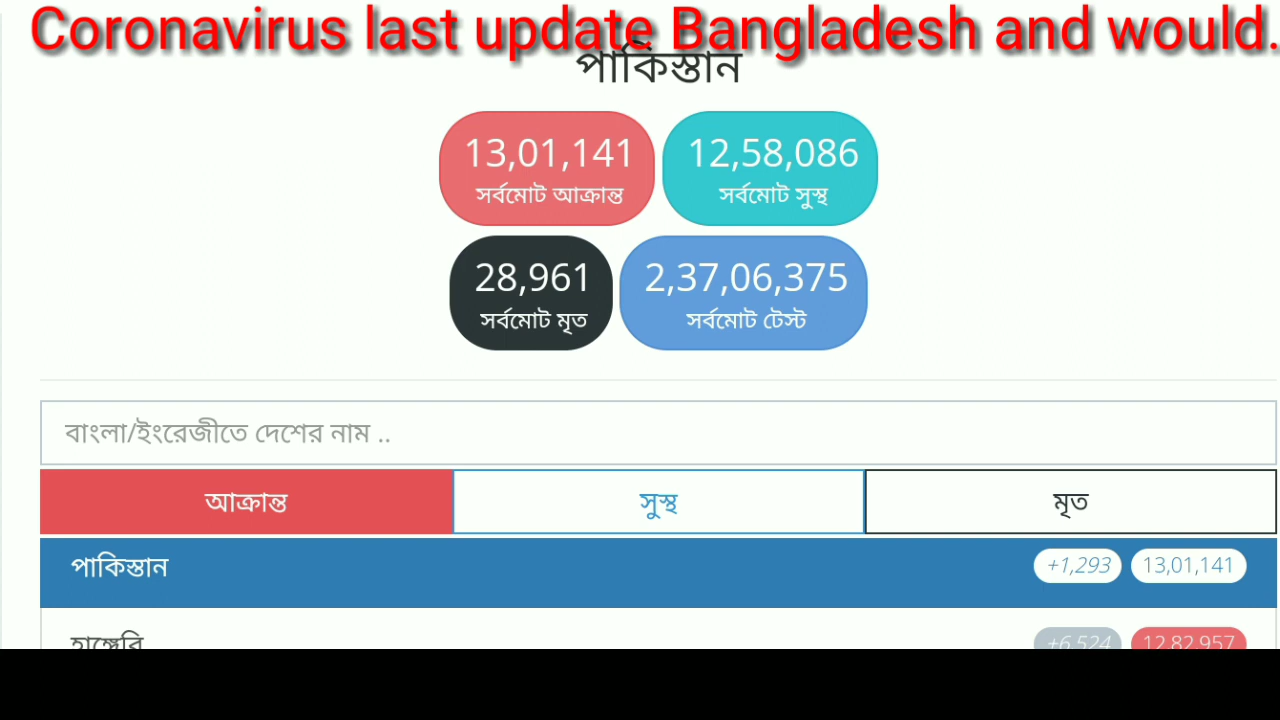 Coronavirus last update Bangladesh and would.
পাকিস্তান
13,01,141 12,58,086
সর্বমোট আক্রান্ত সর্বমোট সুস্থ
28,961 2,37,06,375
সর্বমোট মৃত সর্বমোট টেস্ট
বাংলা/ইংরেজীতে দেশের নাম ..
আক্রান্ত সুস্থ মৃত
পাকিস্তান +1,293 13,01,141
হাঙ্গেরি +6,524 12,82,957